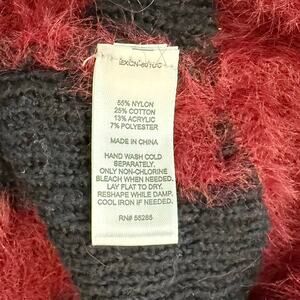 55% NYLON
25% COTTON
13% ACRYLIC
7% POLYESTER
MADE IN CHINA
HAND WASH COLD
SEPARATELY.
ONLY NON-CHLORINE
BLEACH WHEN NEEDED.
LAY FLAT TO DRY.
RESHAPE WHILE DAMP.
COOL IRON IF NEEDED.
RN# 55285